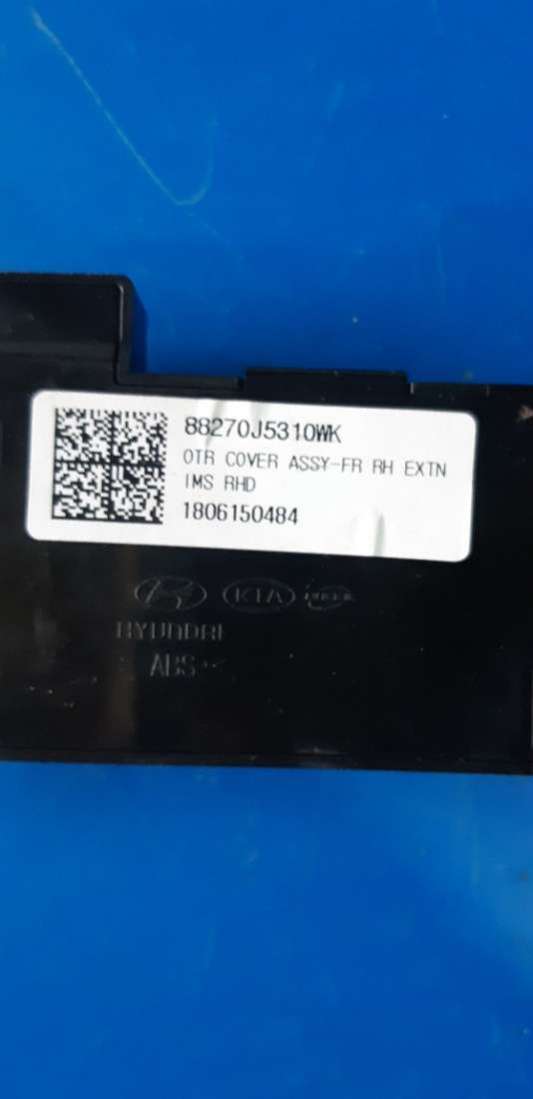 88270J5310WK
OTR COVER ASSY-FR RH EXTN
IMS RHD
1806150484
KIA
HYUNDAI
ABS